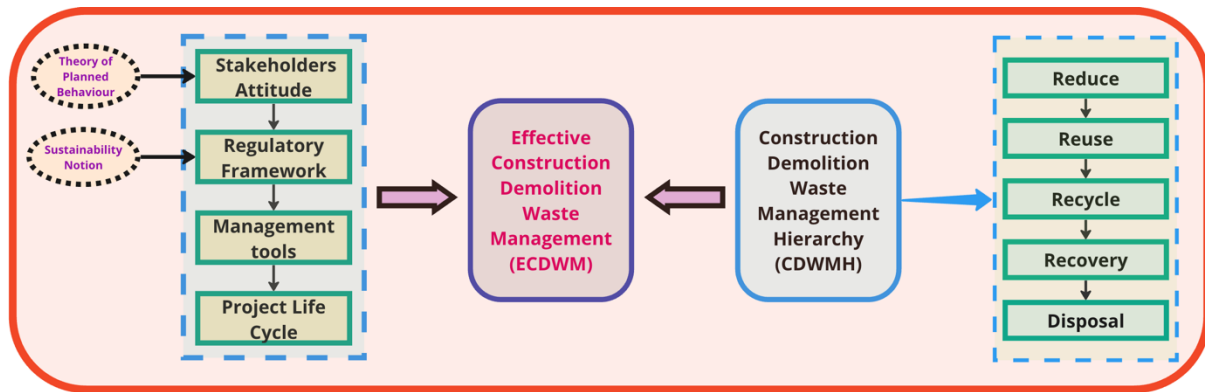 Theory of
Planned
Behaviour
Sustainability
Notion
Stakeholders
Attitude
Regulatory
Framework
Management
tools
Project Life
Cycle
Effective
Construction
Demolition
Waste
Management
(ECDWM)
Construction
Demolition
Waste
Management
Hierarchy
(CDWMH)
Reduce
Reuse
Recycle
Recovery
Disposal